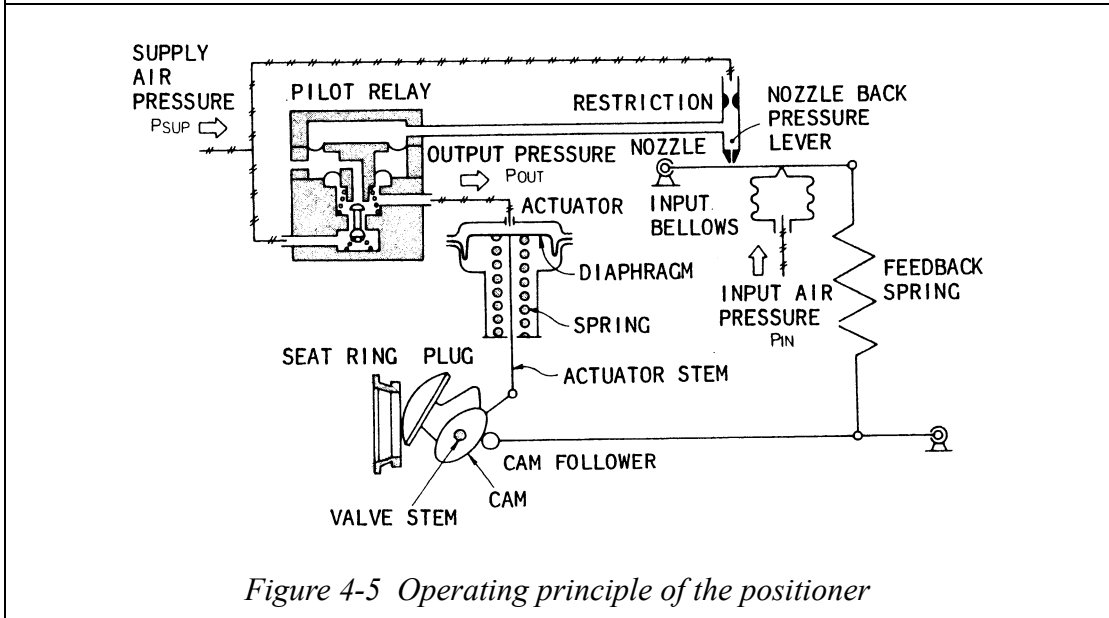 SUPPLY
AIR
PRESSURE
PSUP
PILOT RELAY
RESTRICTION
NOZZLE BACK
PRESSURE
LEVER
NOZZLE
OUTPUT PRESSURE
POUT
ACTUATOR
INPUT
BELLOWS
DIAPHRAGM
FEEDBACK
SPRING
INPUT AIR
PRESSURE
PIN
SPRING
SEAT RING PLUG
ACTUATOR STEM
CAM FOLLOWER
CAM
VALVE STEM
Figure 4-5 Operating principle of the positioner